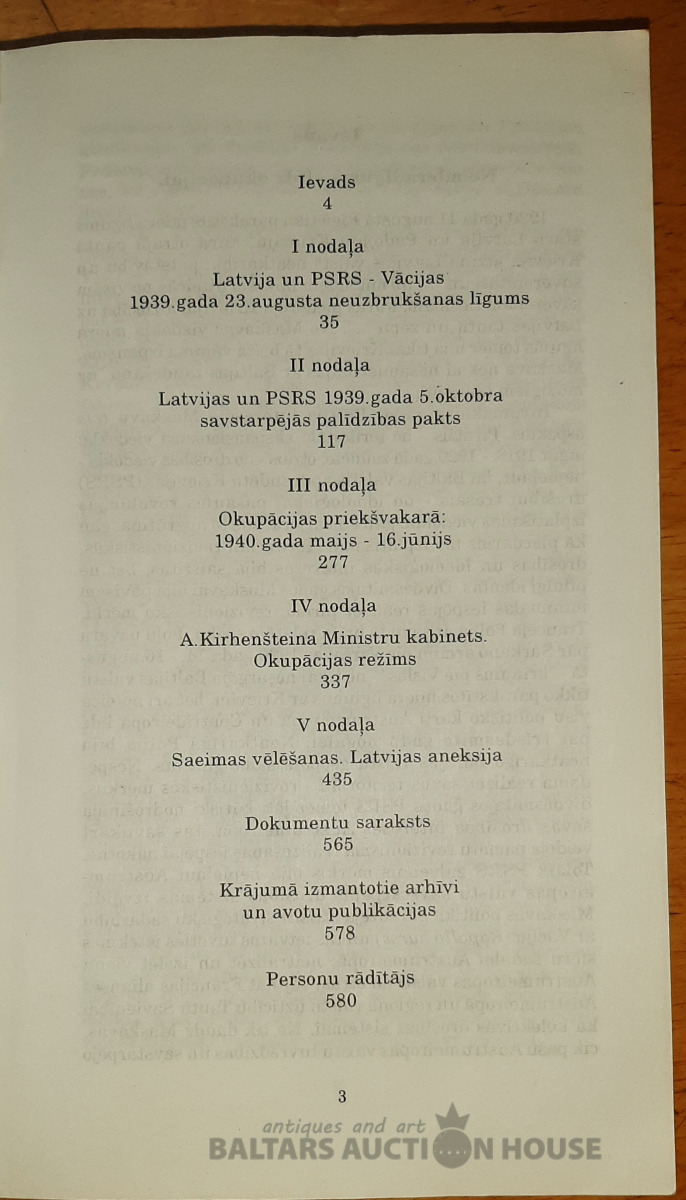 Ievads
4
I nodaļa
Latvija un PSRS - Vācijas
1939.gada 23.augusta neuzbrukšanas līgums
35
II nodaļa
Latvijas un PSRS 1939.gada 5.oktobra
savstarpējās palīdzības pakts
117
III nodaļa
Okupācijas priekšvakarā:
1940.gada maijs - 16.jūnijs
277
IV nodaļa
A.Kirhenšteina Ministru kabinets.
Okupācijas režīms
337
V nodaļa
Saeimas vēlēšanas. Latvijas aneksija
435
Dokumentu saraksts
565
Krājumā izmantotie arhīvi
un avotu publikācijas
578
Personu rādītājs
580
3
antiques and art
BALTARS AUCTION HOUSE